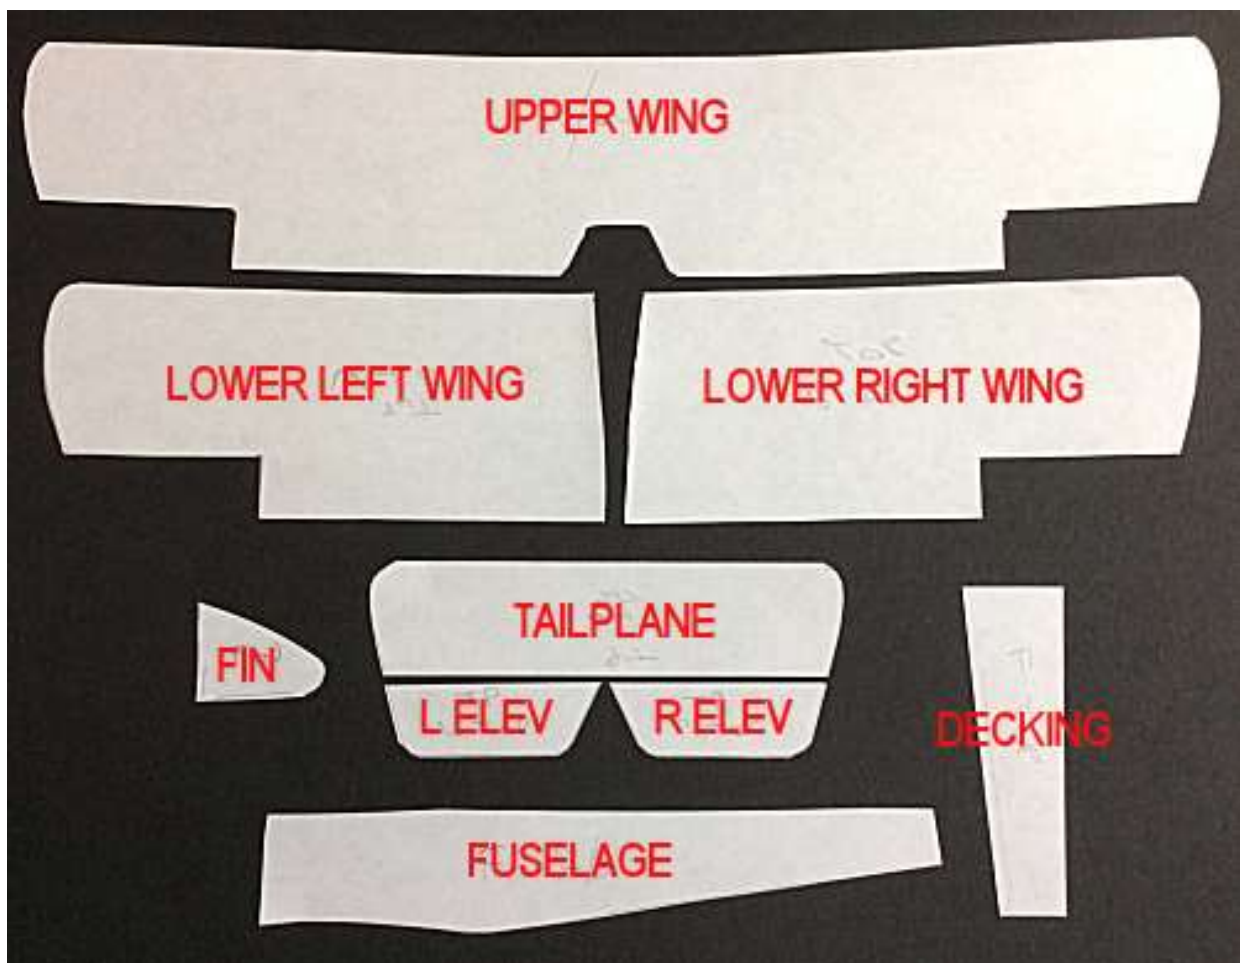 UPPER WING
LOWER LEFT WING
LOWER RIGHT WING
TAILPLANE
FIN
L ELEV
R ELEV
DECKING
FUSELAGE